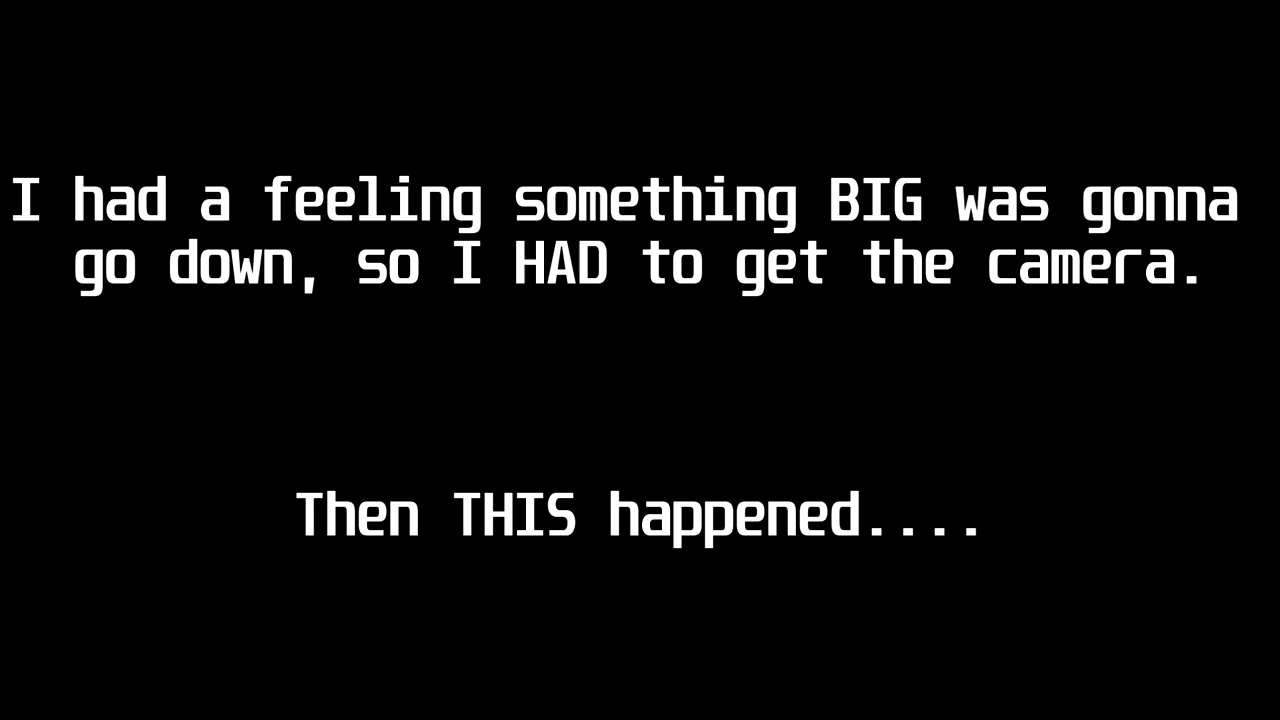 I had a feeling something BIG was gonna
go down, so I HAD to get the camera.
Then THIS happened....